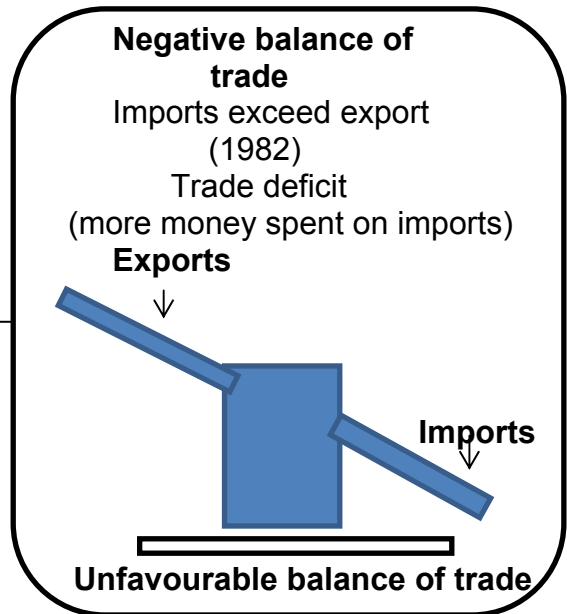 Negative balance of
trade
Imports exceed export
(1982)
Trade deficit
(more money spent on imports)
Exports
Imports
Unfavourable balance of trade